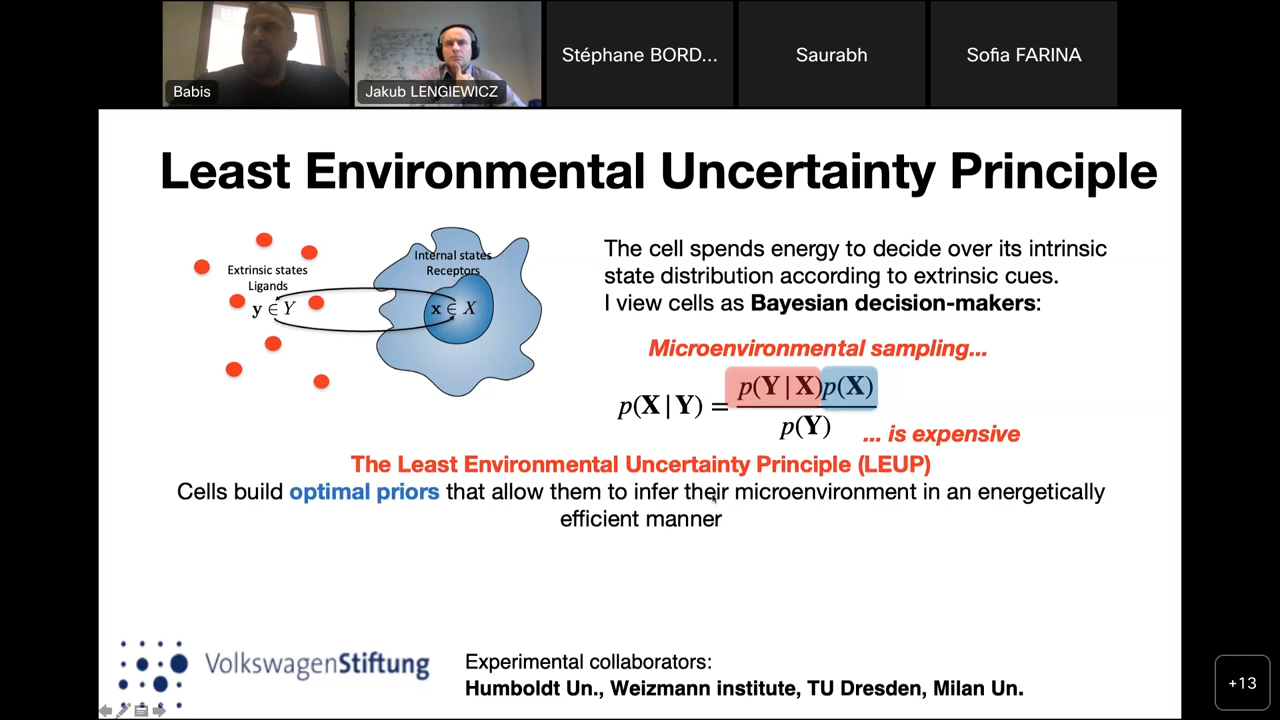 Babis
Jakub LENGIEWICZ
Stéphane BORD...
Saurabh
Sofia FARINA
Least Environmental Uncertainty Principle
Extrinsic states
Ligands
y ∈ Y
Internal states
Receptors
x ∈ X
The cell spends energy to decide over its intrinsic
state distribution according to extrinsic cues.
I view cells as Bayesian decision-makers:
Microenvironmental sampling...
p(X | Y) = p(Y | X)p(X) / p(Y)
... is expensive
The Least Environmental Uncertainty Principle (LEUP)
Cells build optimal priors that allow them to infer their microenvironment in an energetically
efficient manner
VolkswagenStiftung
Experimental collaborators:
Humboldt Un., Weizmann institute, TU Dresden, Milan Un.
+13